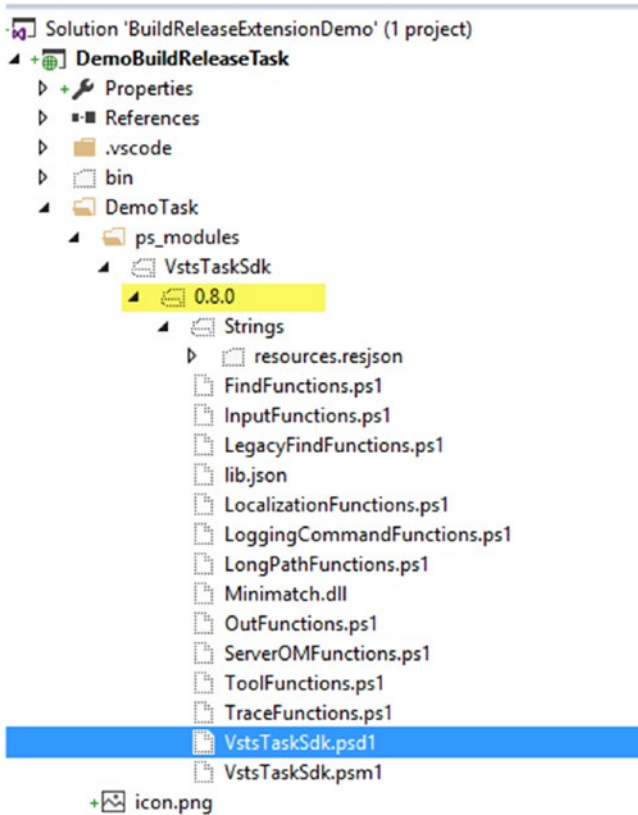 Solution 'BuildReleaseExtensionDemo' (1 project)
DemoBuildReleaseTask
Properties
References
.vscode
bin
DemoTask
ps_modules
VstsTaskSdk
0.8.0
Strings
resources.resjson
FindFunctions.ps1
InputFunctions.ps1
LegacyFindFunctions.ps1
lib.json
LocalizationFunctions.ps1
LoggingCommandFunctions.ps1
LongPathFunctions.ps1
Minimatch.dll
OutFunctions.ps1
ServerOMFunctions.ps1
ToolFunctions.ps1
TraceFunctions.ps1
VstsTaskSdk.psd1
VstsTaskSdk.psm1
icon.png